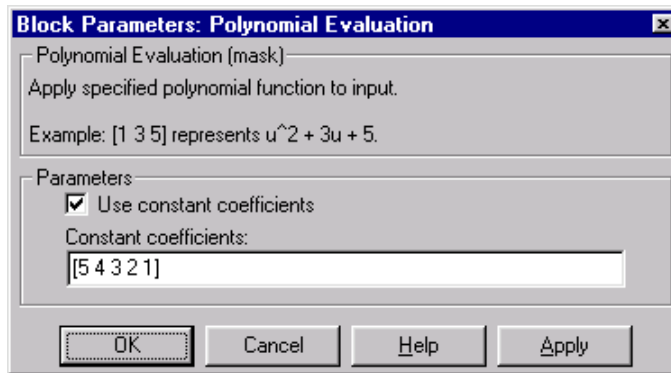 Block Parameters: Polynomial Evaluation
Polynomial Evaluation (mask)
Apply specified polynomial function to input.
Example: [1 3 5] represents u^2 + 3u + 5.
Parameters
Use constant coefficients
Constant coefficients:
[5 4 3 2 1]
OK Cancel Help Apply